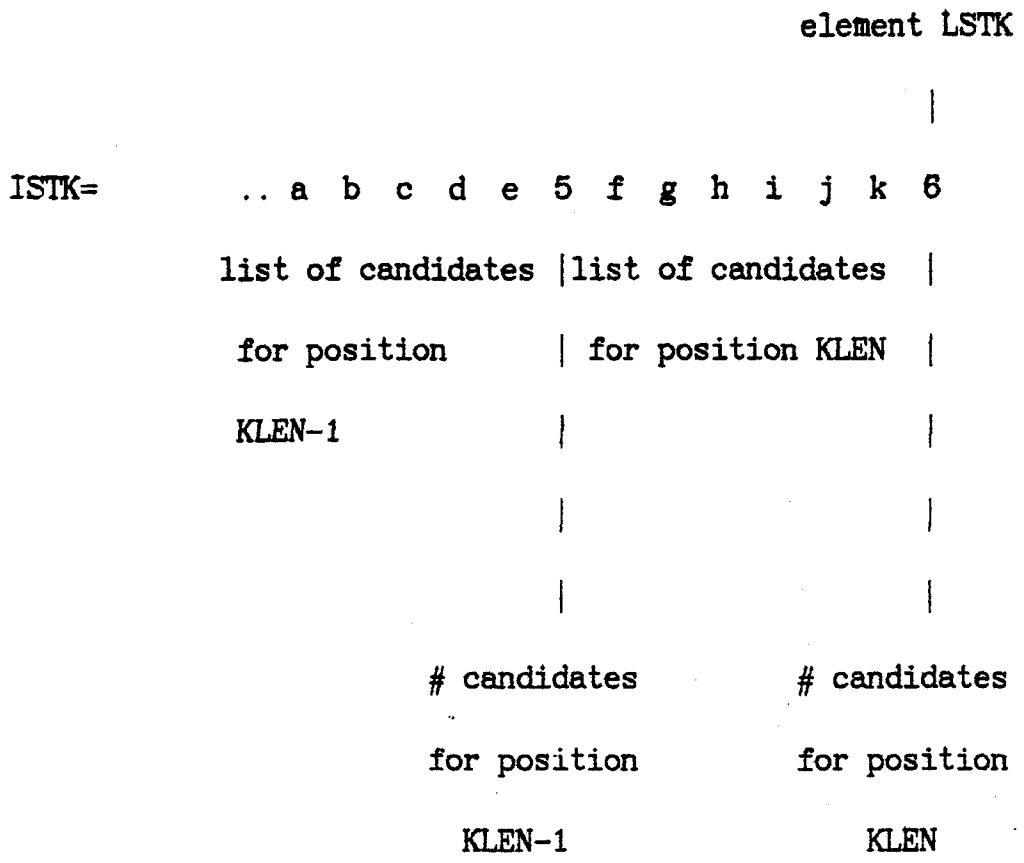 element LSTK
|
ISTK= .. a b c d e 5 f g h i j k 6
list of candidates |list of candidates |
for position | for position KLEN |
KLEN-1 | |
| |
| |
# candidates # candidates
for position for position
KLEN-1 KLEN